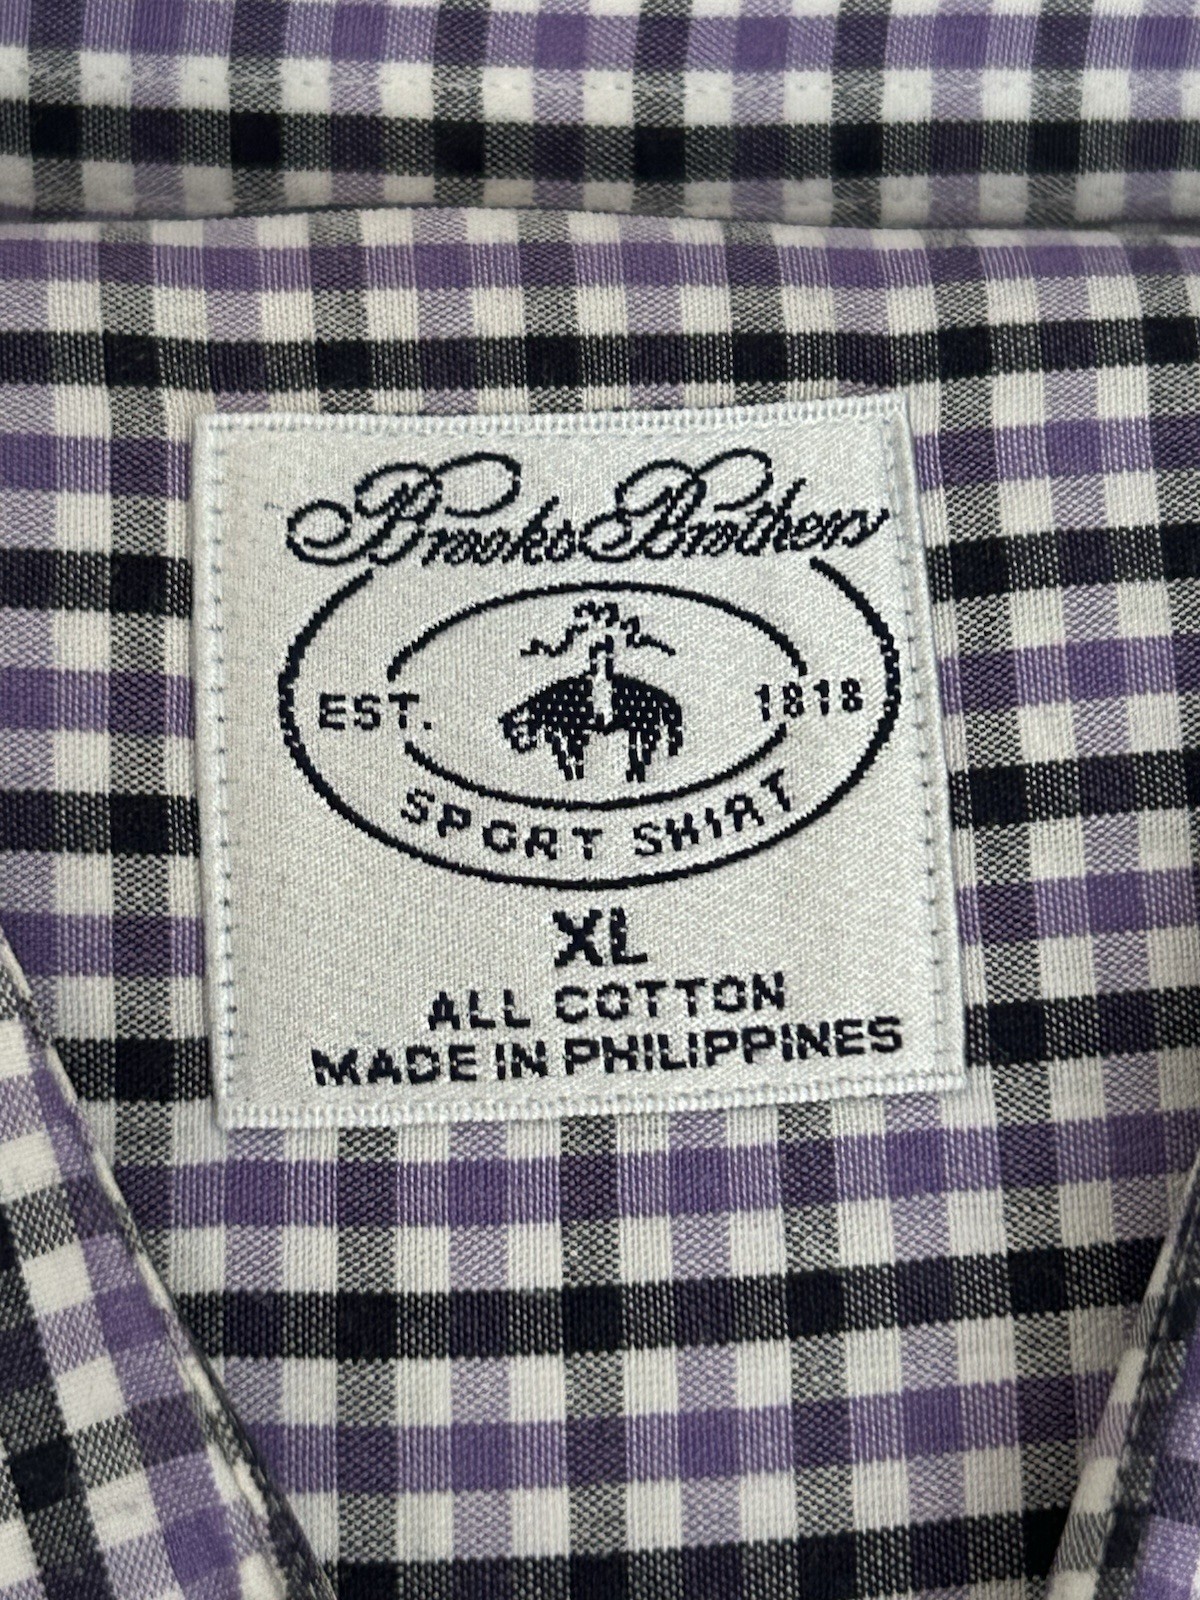 Brooks Brothers
EST. 1818
SPORT SHIRT
XL
ALL COTTON
MADE IN PHILIPPINES